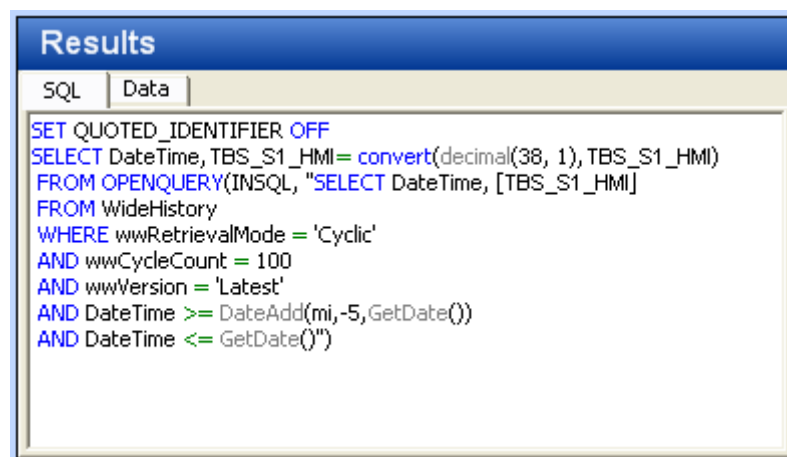 Results
SQL Data
SET QUOTED_IDENTIFIER OFF
SELECT DateTime, TBS_S1_HMI= convert(decimal(38, 1), TBS_S1_HMI)
FROM OPENQUERY(INSQL, "SELECT DateTime, [TBS_S1_HMI]
FROM WideHistory
WHERE wwRetrievalMode = 'Cyclic'
AND wwCycleCount = 100
AND wwVersion = 'Latest'
AND DateTime >= DateAdd(mi,-5,GetDate())
AND DateTime <= GetDate()")